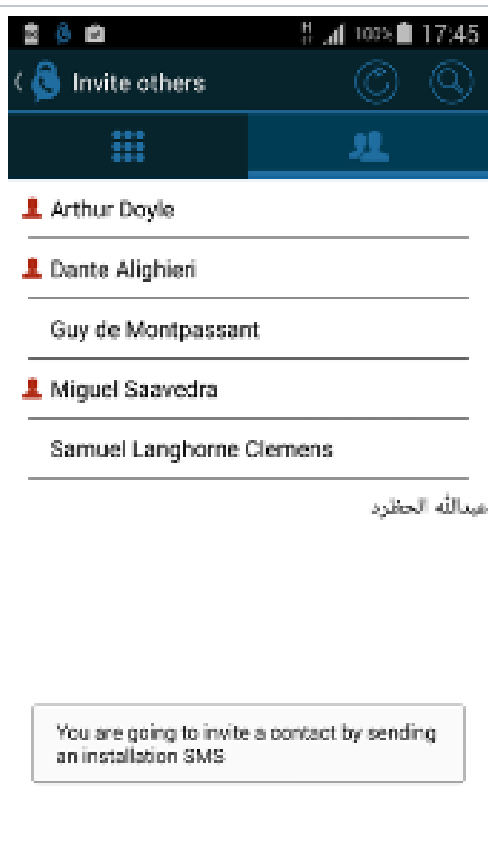 100% 17:45
Invite others
Arthur Doyle
Dante Alighieri
Guy de Montpassant
Miguel Saavedra
Samuel Langhorne Clemens
عبدالله الحظرد
You are going to invite a contact by sending
an installation SMS